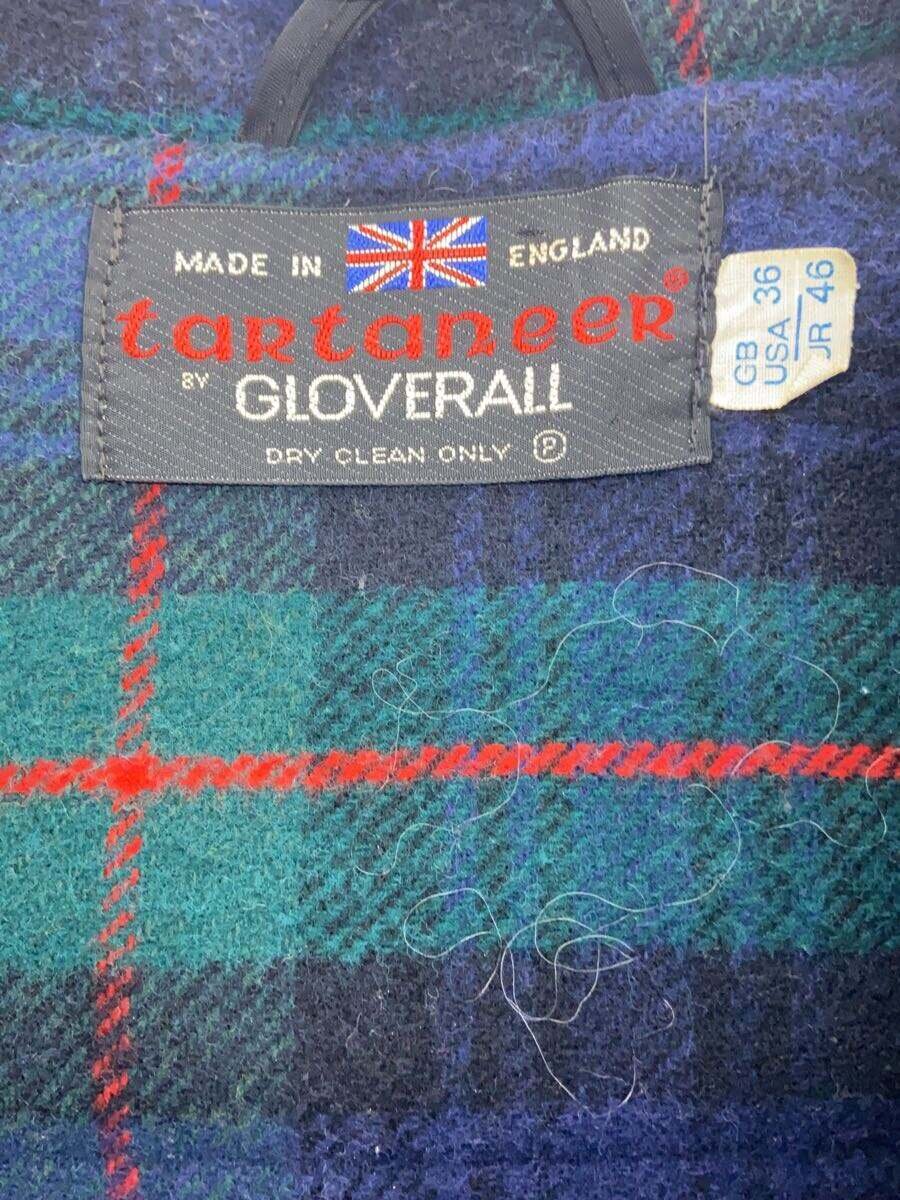 MADE IN ENGLAND
tartaneer®
BY GLOVERALL
DRY CLEAN ONLY Ⓟ
GB
USA 36
JR 46